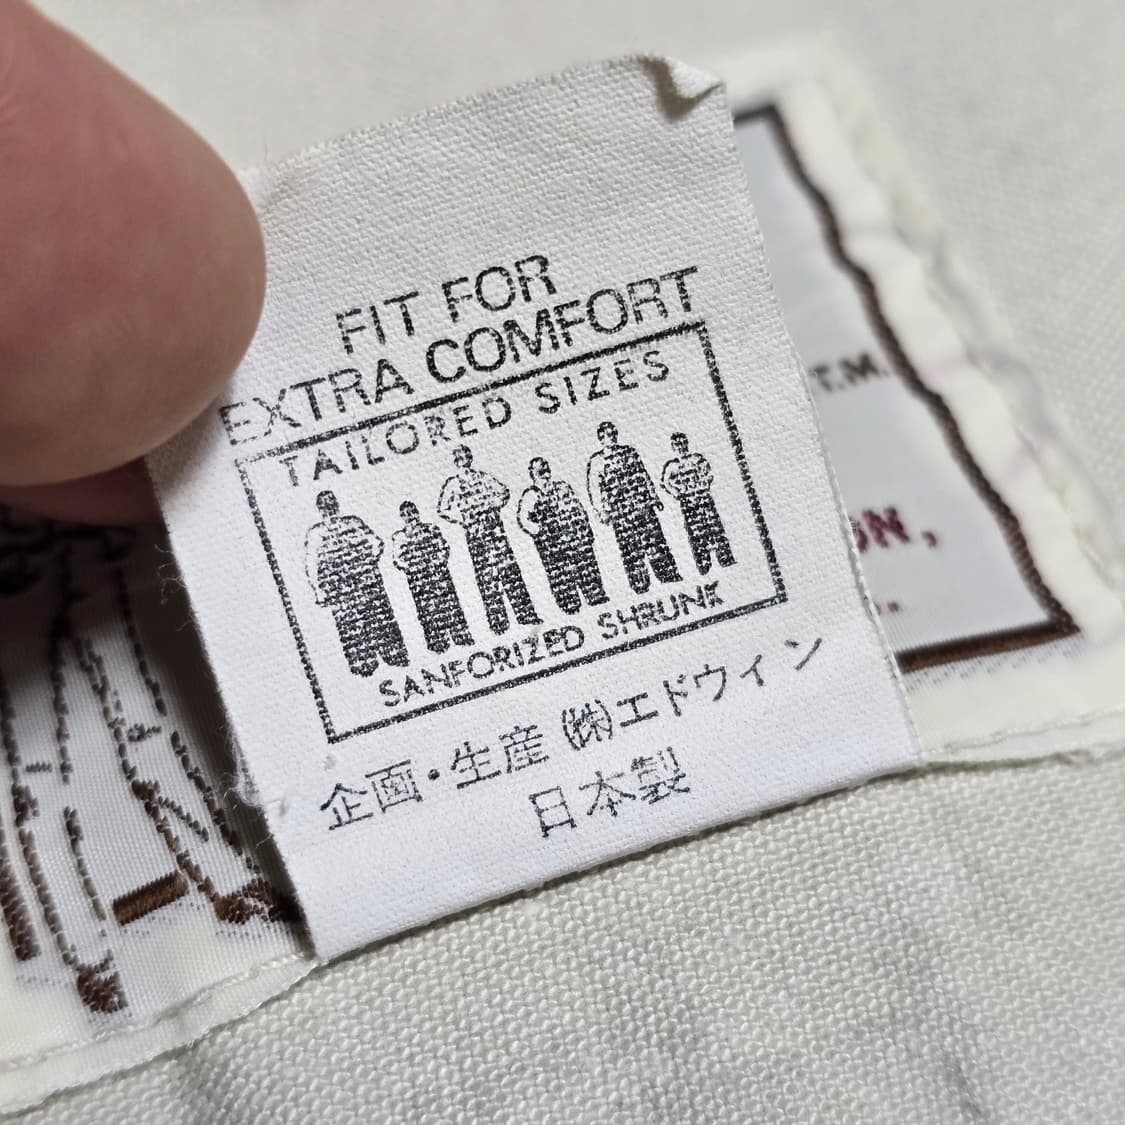 FIT FOR
EXTRA COMFORT
TAILORED SIZES
SANFORIZED SHRUNK
企画・生産 ㈱エドウィン
日本製
T.M.
ON,